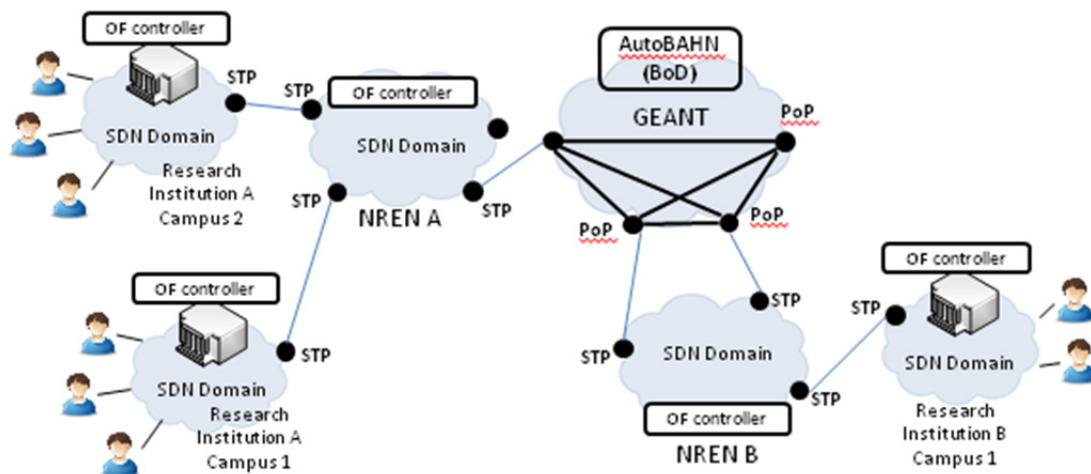 OF controller
STP
SDN Domain
Research
Institution A
Campus 2
STP
OF controller
SDN Domain
STP
NREN A
STP
AutoBAHN
(BoD)
GEANT
PoP
PoP
PoP
OF controller
STP
SDN Domain
Research
Institution A
Campus 1
STP
STP
SDN Domain
STP
OF controller
NREN B
OF controller
STP
SDN Domain
Research
Institution B
Campus 1